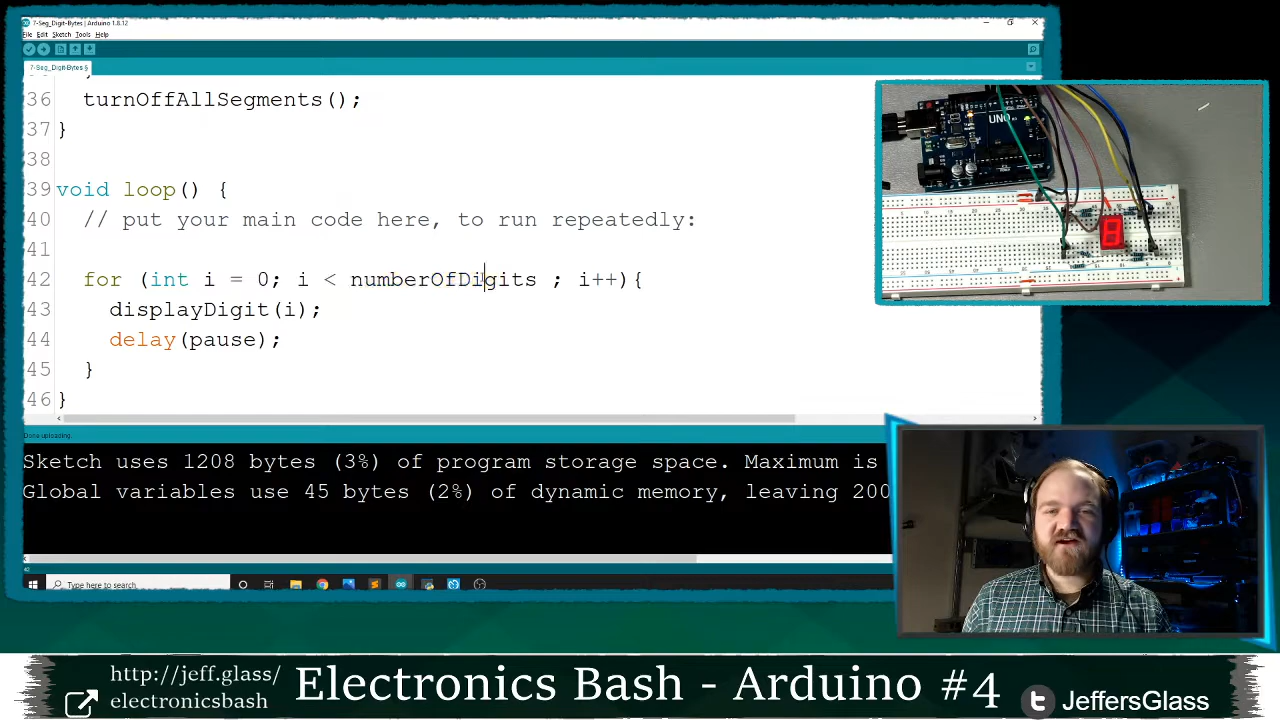 7-Seg_Digit-Bytes | Arduino 1.8.12
File Edit Sketch Tools Help
7-Seg_Digit-Bytes §
36 turnOffAllSegments();
37 }
38
39 void loop() {
40 // put your main code here, to run repeatedly:
41
42 for (int i = 0; i < numberOfDigits ; i++){
43 displayDigit(i);
44 delay(pause);
45 }
46 }
Done uploading.
Sketch uses 1208 bytes (3%) of program storage space. Maximum is
Global variables use 45 bytes (2%) of dynamic memory, leaving 200
42
Type here to search
UNO
8
http://jeff.glass/
electronicsbash
Electronics Bash - Arduino #4
JeffersGlass